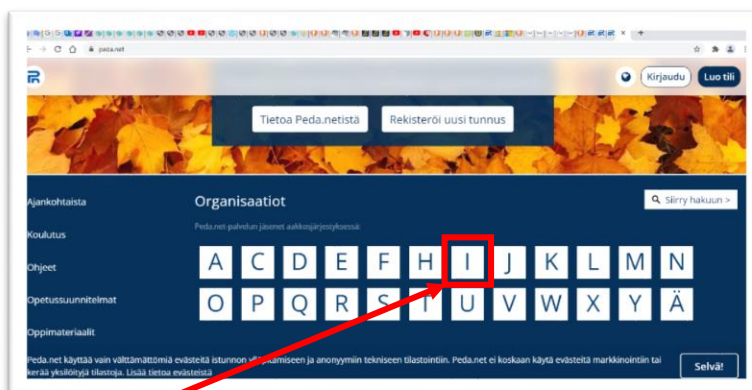 peda.net
Kirjaudu
Luo tili
Tietoa Peda.netistä
Rekisteröi uusi tunnus
Ajankohtaista
Koulutus
Ohjeet
Opetussuunnitelmat
Oppimateriaalit
Organisaatiot
Siirry hakuun >
Peda.net-palvelun jäsenet aakkosjärjestyksessä:
A C D E F H I J K L M N
O P Q R S T U V W X Y Ä
Peda.net käyttää vain välttämättömiä evästeitä istunnon ylläpitämiseen ja anonyymiin tekniseen tilastointiin. Peda.net ei koskaan käytä evästeitä markkinointiin tai
kerää yksilöityjä tilastoja. Lisää tietoa evästeistä
Selvä!